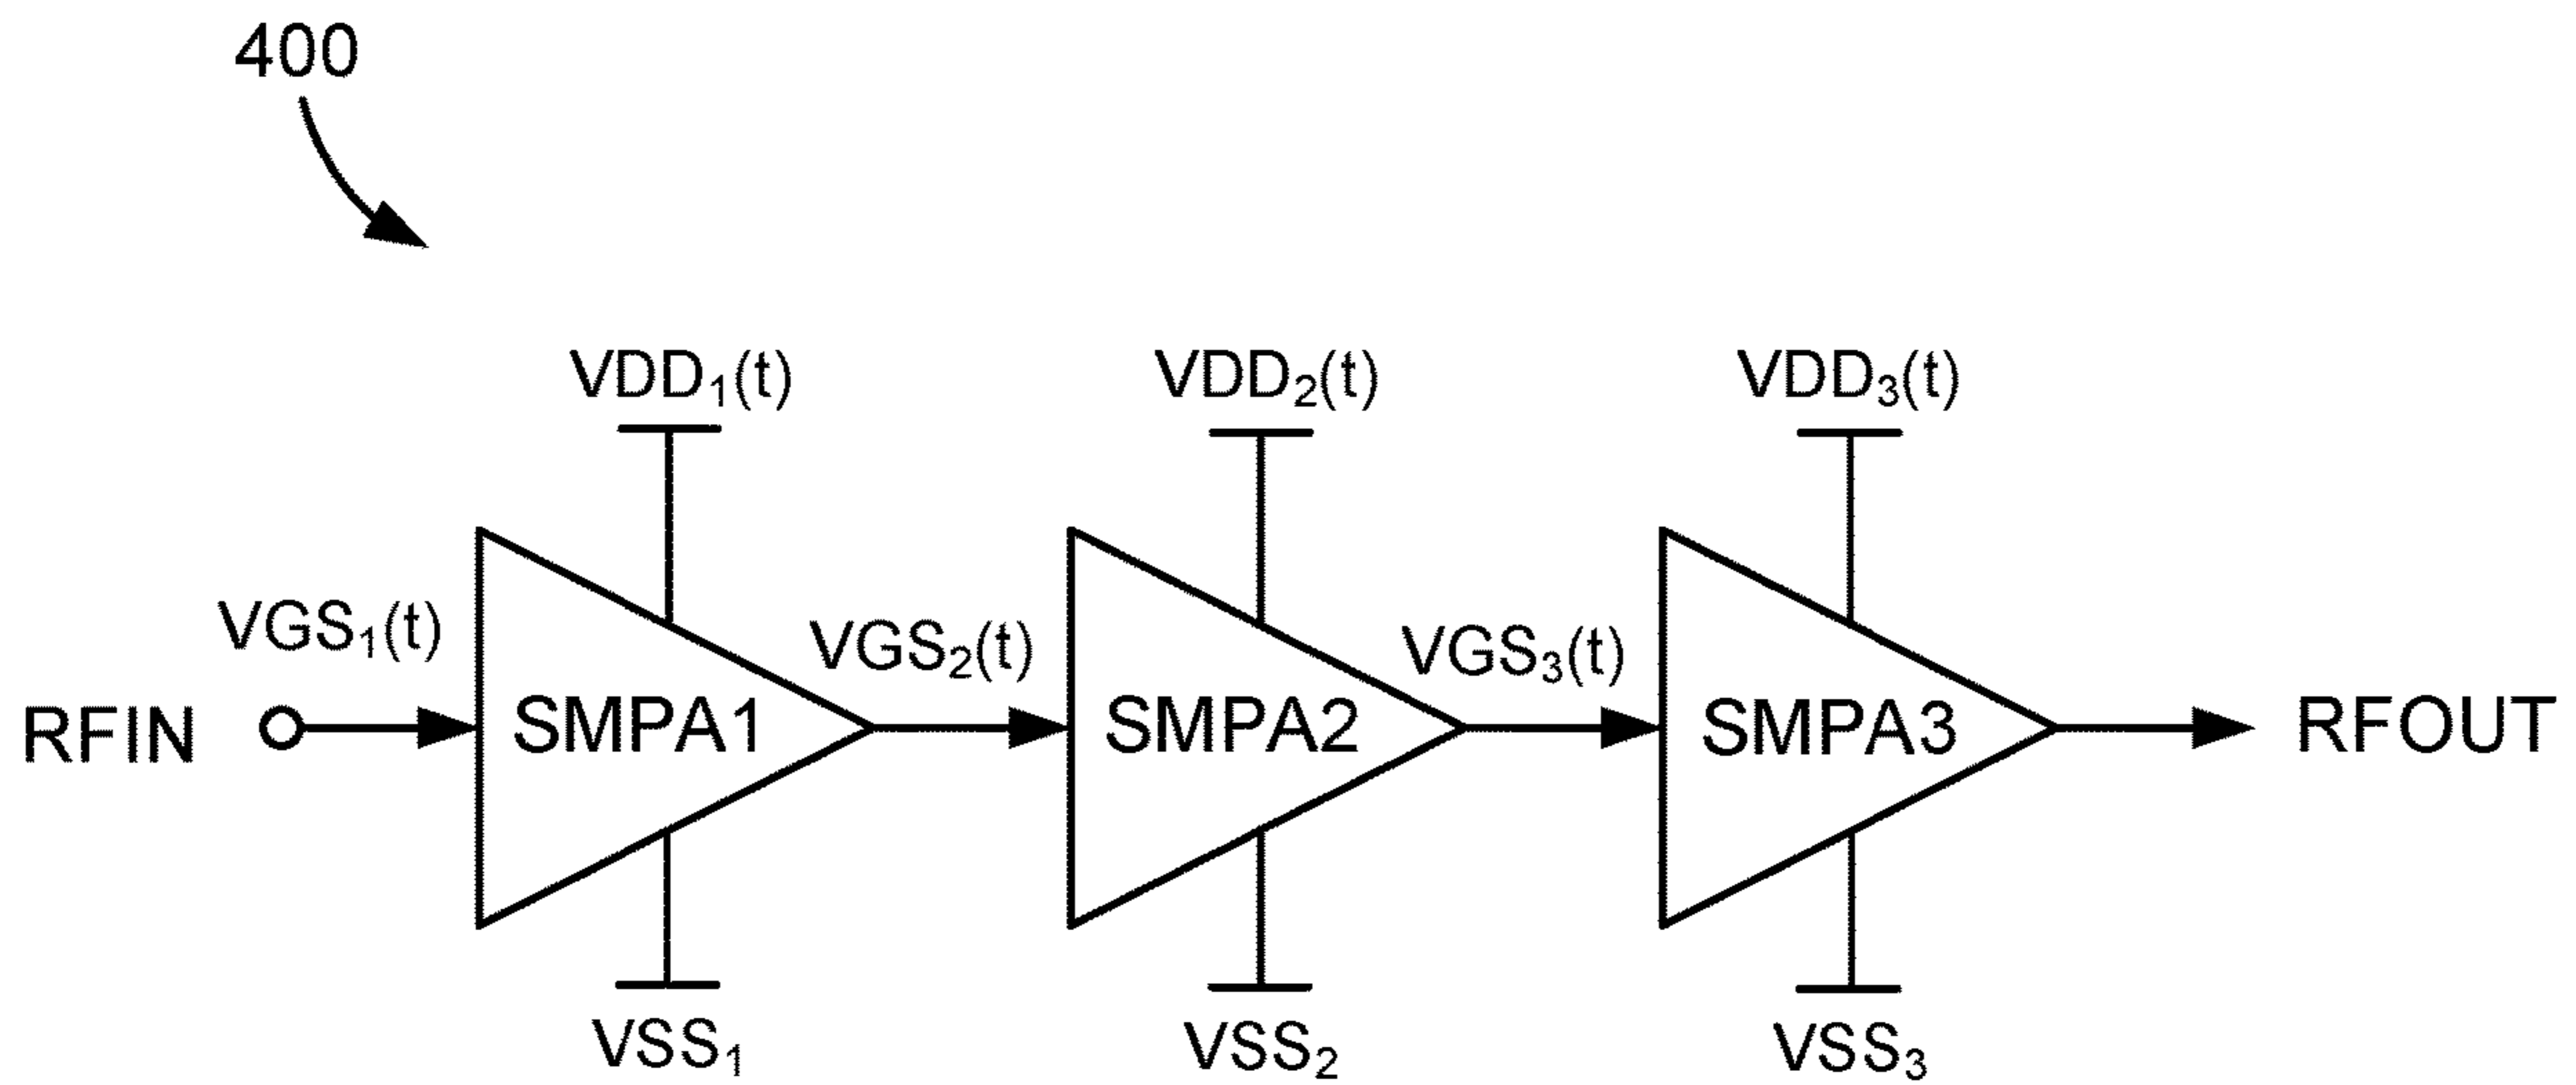 400
VDD₁(t) VDD₂(t) VDD₃(t)
VGS₁(t) VGS₂(t) VGS₃(t)
RFIN SMPA1 SMPA2 SMPA3 RFOUT
VSS₁ VSS₂ VSS₃